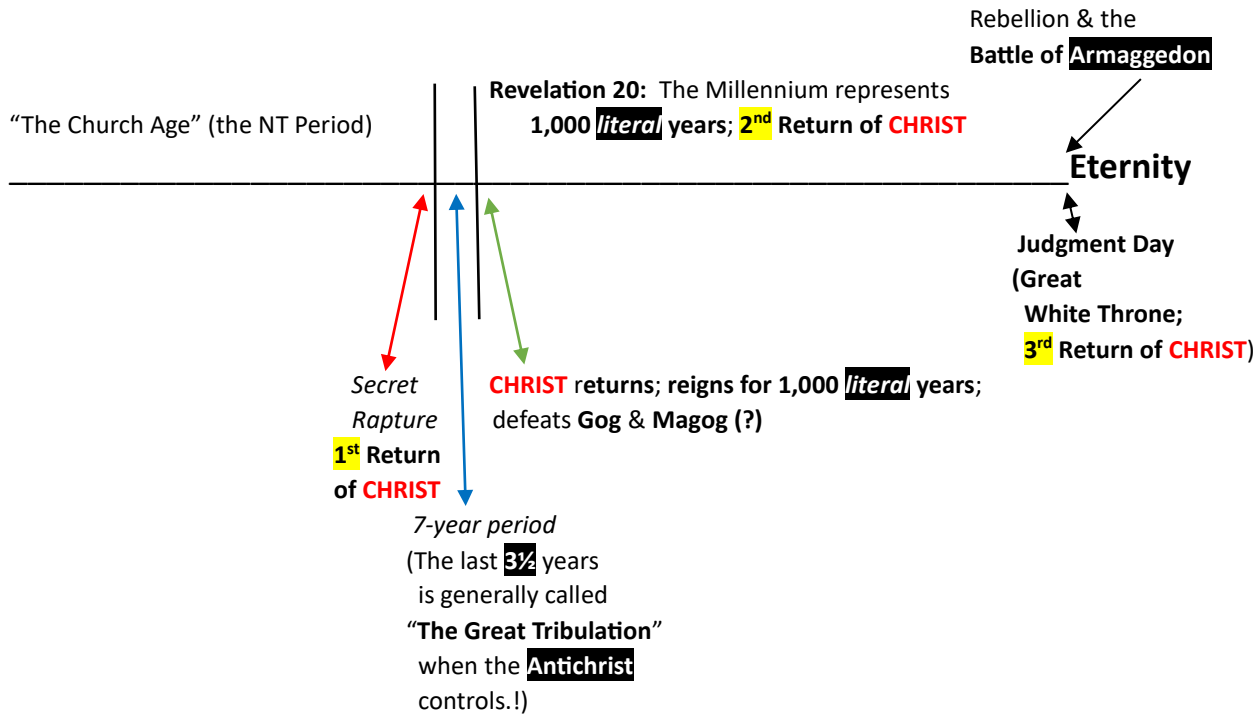 Rebellion & the
Battle of Armaggedon
Revelation 20: The Millennium represents
1,000 literal years; 2nd Return of CHRIST
“The Church Age” (the NT Period)
Eternity
Judgment Day
(Great
White Throne;
3rd Return of CHRIST)
Secret
Rapture
1st Return
of CHRIST
CHRIST returns; reigns for 1,000 literal years;
defeats Gog & Magog (?)
7-year period
(The last 3½ years
is generally called
“The Great Tribulation”
when the Antichrist
controls.!)